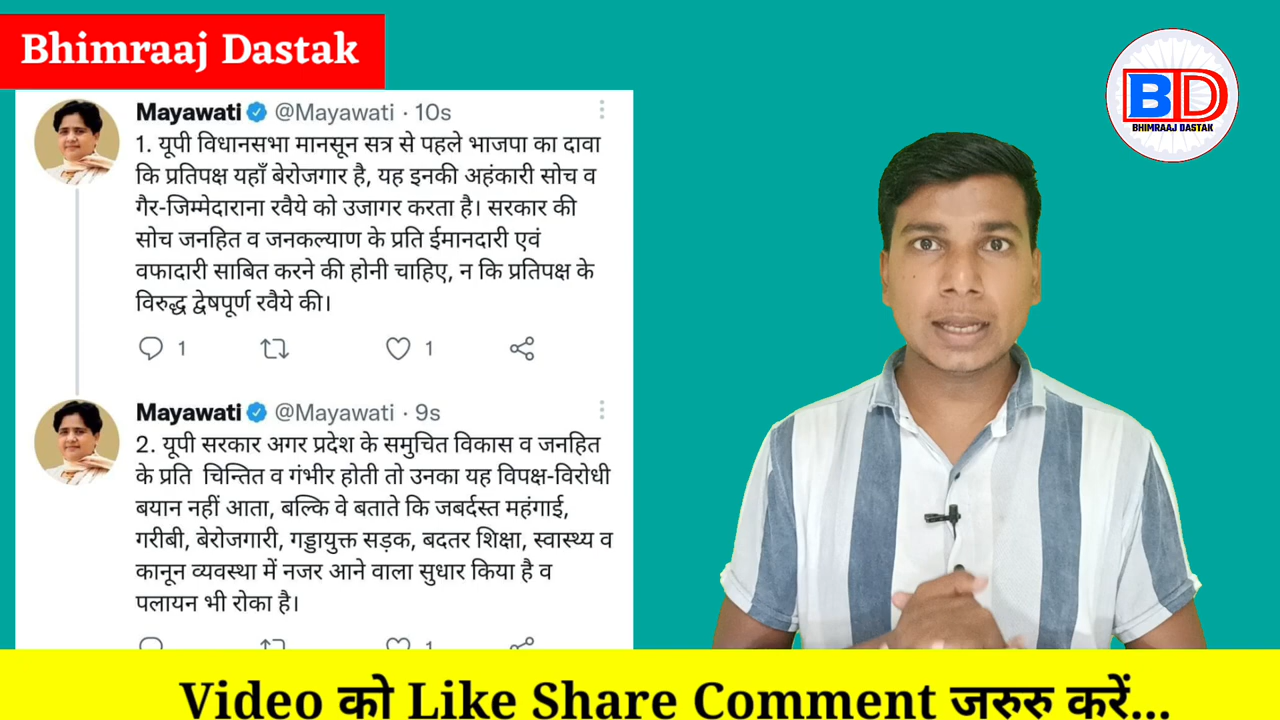 Bhimraaj Dastak
BD
BHIMRAAJ DASTAK
Mayawati @Mayawati · 10s
1. यूपी विधानसभा मानसून सत्र से पहले भाजपा का दावा
कि प्रतिपक्ष यहाँ बेरोजगार है, यह इनकी अहंकारी सोच व
गैर-जिम्मेदाराना रवैये को उजागर करता है। सरकार की
सोच जनहित व जनकल्याण के प्रति ईमानदारी एवं
वफादारी साबित करने की होनी चाहिए, न कि प्रतिपक्ष के
विरुद्ध द्वेषपूर्ण रवैये की।
1 1
Mayawati @Mayawati · 9s
2. यूपी सरकार अगर प्रदेश के समुचित विकास व जनहित
के प्रति चिन्तित व गंभीर होती तो उनका यह विपक्ष-विरोधी
बयान नहीं आता, बल्कि वे बताते कि जबर्दस्त महंगाई,
गरीबी, बेरोजगारी, गड्डायुक्त सड़क, बदतर शिक्षा, स्वास्थ्य व
कानून व्यवस्था में नजर आने वाला सुधार किया है व
पलायन भी रोका है।
1
Video को Like Share Comment जरुरु करें...